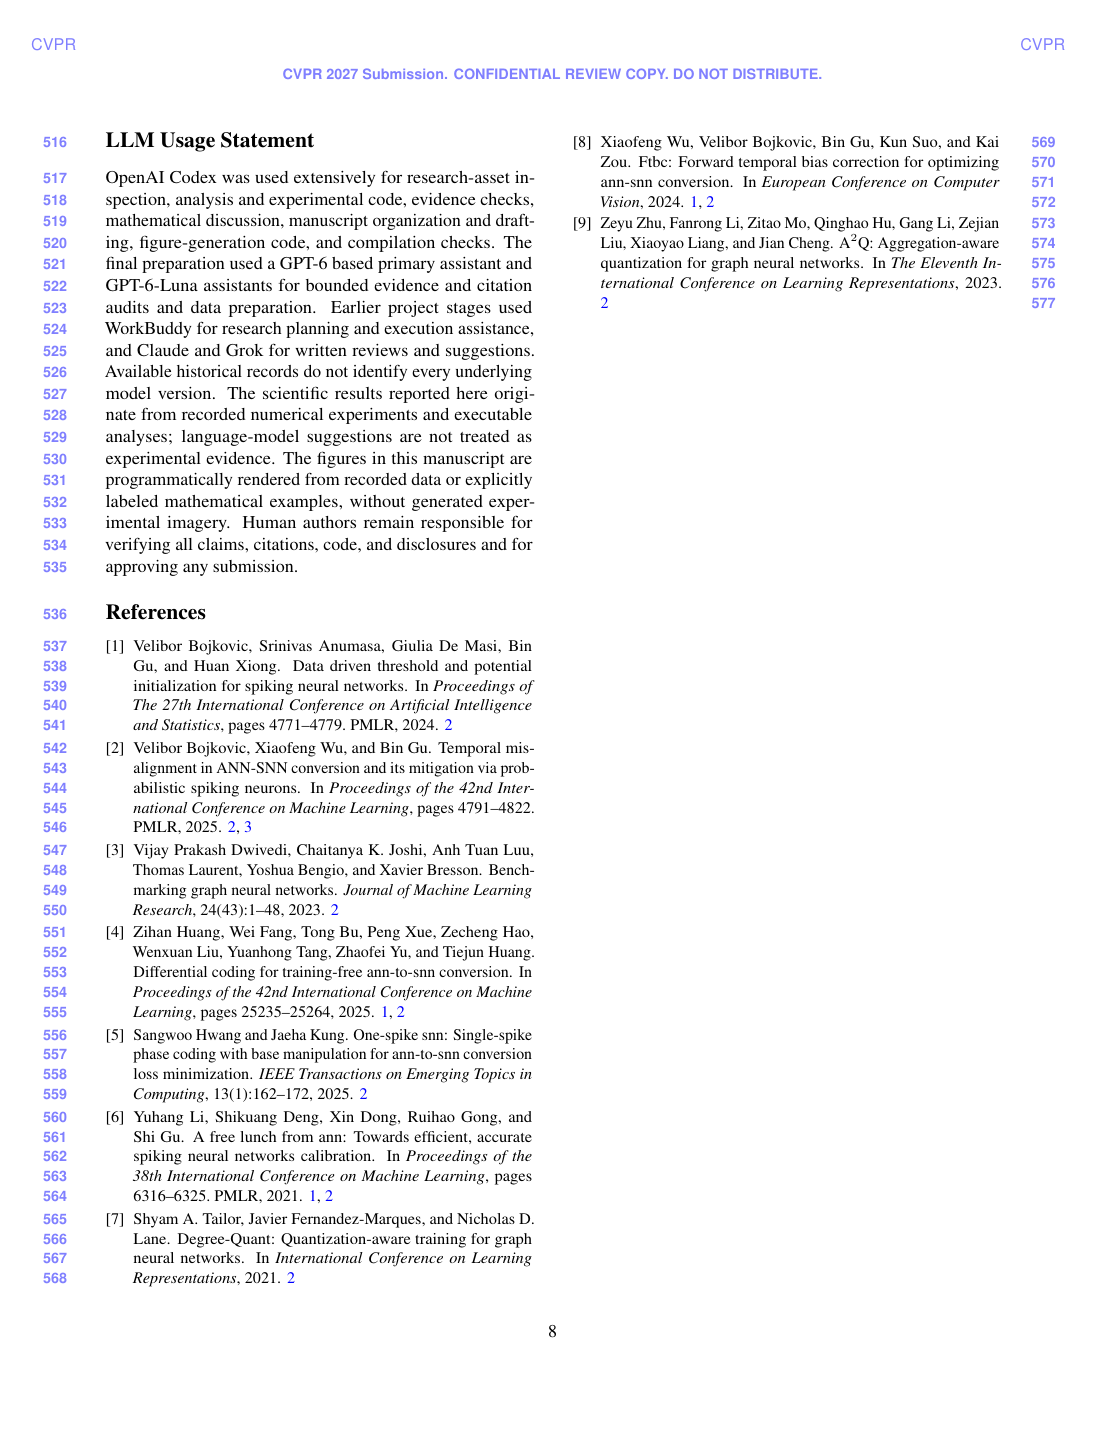 CVPR
CVPR
CVPR 2027 Submission. CONFIDENTIAL REVIEW COPY. DO NOT DISTRIBUTE.
516 LLM Usage Statement
517 OpenAI Codex was used extensively for research-asset in-
518 spection, analysis and experimental code, evidence checks,
519 mathematical discussion, manuscript organization and draft-
520 ing, figure-generation code, and compilation checks. The
521 final preparation used a GPT-6 based primary assistant and
522 GPT-6-Luna assistants for bounded evidence and citation
523 audits and data preparation. Earlier project stages used
524 WorkBuddy for research planning and execution assistance,
525 and Claude and Grok for written reviews and suggestions.
526 Available historical records do not identify every underlying
527 model version. The scientific results reported here origi-
528 nate from recorded numerical experiments and executable
529 analyses; language-model suggestions are not treated as
530 experimental evidence. The figures in this manuscript are
531 programmatically rendered from recorded data or explicitly
532 labeled mathematical examples, without generated exper-
533 imental imagery. Human authors remain responsible for
534 verifying all claims, citations, code, and disclosures and for
535 approving any submission.
536 References
537 [1] Velibor Bojkovic, Srinivas Anumasa, Giulia De Masi, Bin
538 Gu, and Huan Xiong. Data driven threshold and potential
539 initialization for spiking neural networks. In Proceedings of
540 The 27th International Conference on Artificial Intelligence
541 and Statistics, pages 4771–4779. PMLR, 2024. 2
542 [2] Velibor Bojkovic, Xiaofeng Wu, and Bin Gu. Temporal mis-
543 alignment in ANN-SNN conversion and its mitigation via prob-
544 abilistic spiking neurons. In Proceedings of the 42nd Inter-
545 national Conference on Machine Learning, pages 4791–4822.
546 PMLR, 2025. 2, 3
547 [3] Vijay Prakash Dwivedi, Chaitanya K. Joshi, Anh Tuan Luu,
548 Thomas Laurent, Yoshua Bengio, and Xavier Bresson. Bench-
549 marking graph neural networks. Journal of Machine Learning
550 Research, 24(43):1–48, 2023. 2
551 [4] Zihan Huang, Wei Fang, Tong Bu, Peng Xue, Zecheng Hao,
552 Wenxuan Liu, Yuanhong Tang, Zhaofei Yu, and Tiejun Huang.
553 Differential coding for training-free ann-to-snn conversion. In
554 Proceedings of the 42nd International Conference on Machine
555 Learning, pages 25235–25264, 2025. 1, 2
556 [5] Sangwoo Hwang and Jaeha Kung. One-spike snn: Single-spike
557 phase coding with base manipulation for ann-to-snn conversion
558 loss minimization. IEEE Transactions on Emerging Topics in
559 Computing, 13(1):162–172, 2025. 2
560 [6] Yuhang Li, Shikuang Deng, Xin Dong, Ruihao Gong, and
561 Shi Gu. A free lunch from ann: Towards efficient, accurate
562 spiking neural networks calibration. In Proceedings of the
563 38th International Conference on Machine Learning, pages
564 6316–6325. PMLR, 2021. 1, 2
565 [7] Shyam A. Tailor, Javier Fernandez-Marques, and Nicholas D.
566 Lane. Degree-Quant: Quantization-aware training for graph
567 neural networks. In International Conference on Learning
568 Representations, 2021. 2
[8] Xiaofeng Wu, Velibor Bojkovic, Bin Gu, Kun Suo, and Kai 569
Zou. Ftbc: Forward temporal bias correction for optimizing 570
ann-snn conversion. In European Conference on Computer 571
Vision, 2024. 1, 2 572
[9] Zeyu Zhu, Fanrong Li, Zitao Mo, Qinghao Hu, Gang Li, Zejian 573
Liu, Xiaoyao Liang, and Jian Cheng. A²Q: Aggregation-aware 574
quantization for graph neural networks. In The Eleventh In- 575
ternational Conference on Learning Representations, 2023. 576
2 577
8